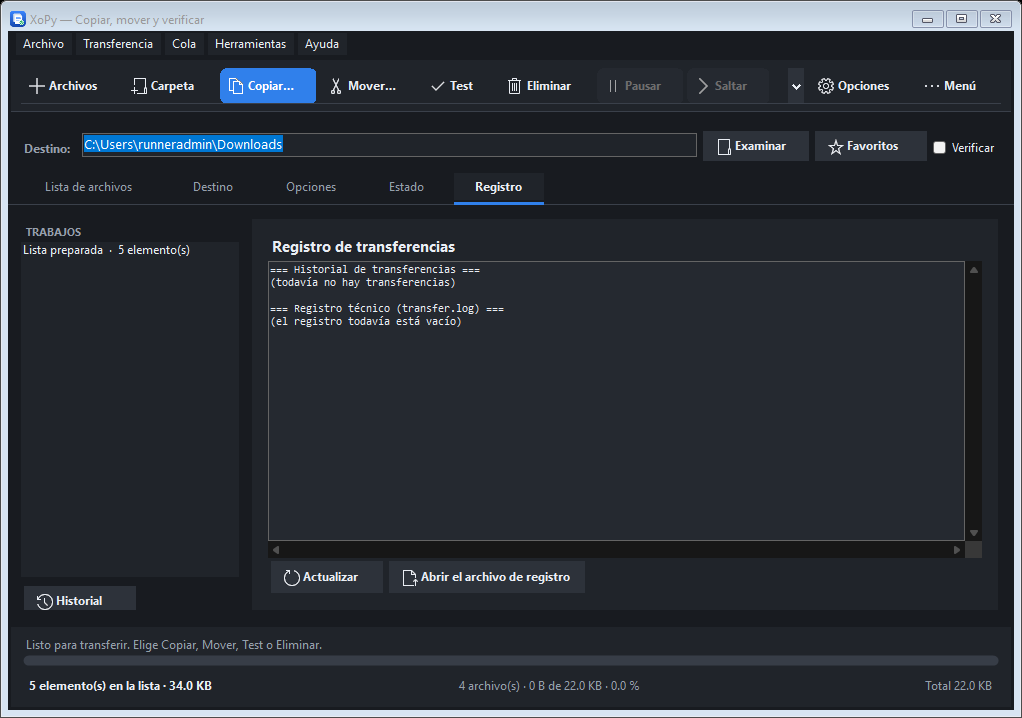 XoPy — Copiar, mover y verificar
Archivo Transferencia Cola Herramientas Ayuda
Archivos Carpeta Copiar... Mover... Test Eliminar Pausar Saltar Opciones ··· Menú
Destino: C:\Users\runneradmin\Downloads Examinar Favoritos Verificar
Lista de archivos Destino Opciones Estado Registro
TRABAJOS
Lista preparada · 5 elemento(s)
Historial
Registro de transferencias
=== Historial de transferencias ===
(todavía no hay transferencias)
=== Registro técnico (transfer.log) ===
(el registro todavía está vacío)
Actualizar Abrir el archivo de registro
Listo para transferir. Elige Copiar, Mover, Test o Eliminar.
5 elemento(s) en la lista · 34.0 KB 4 archivo(s) · 0 B de 22.0 KB · 0.0 % Total 22.0 KB